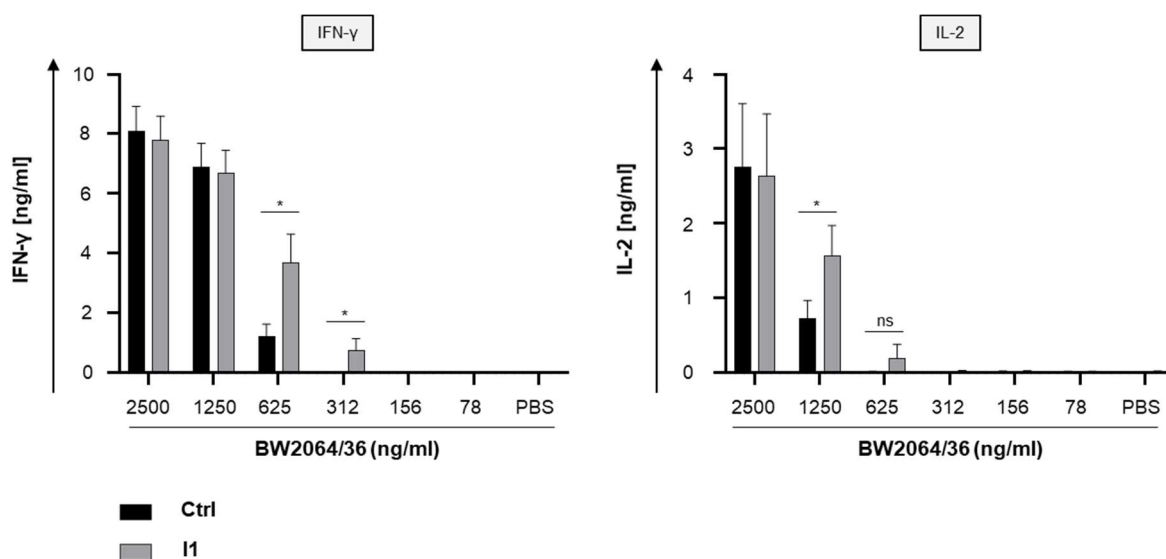 IFN-γ
IFN-γ [ng/ml]
10
8
6
4
2
0
*
*
2500 1250 625 312 156 78 PBS
BW2064/36 (ng/ml)
IL-2
IL-2 [ng/ml]
4
3
2
1
0
*
ns
2500 1250 625 312 156 78 PBS
BW2064/36 (ng/ml)
Ctrl
I1